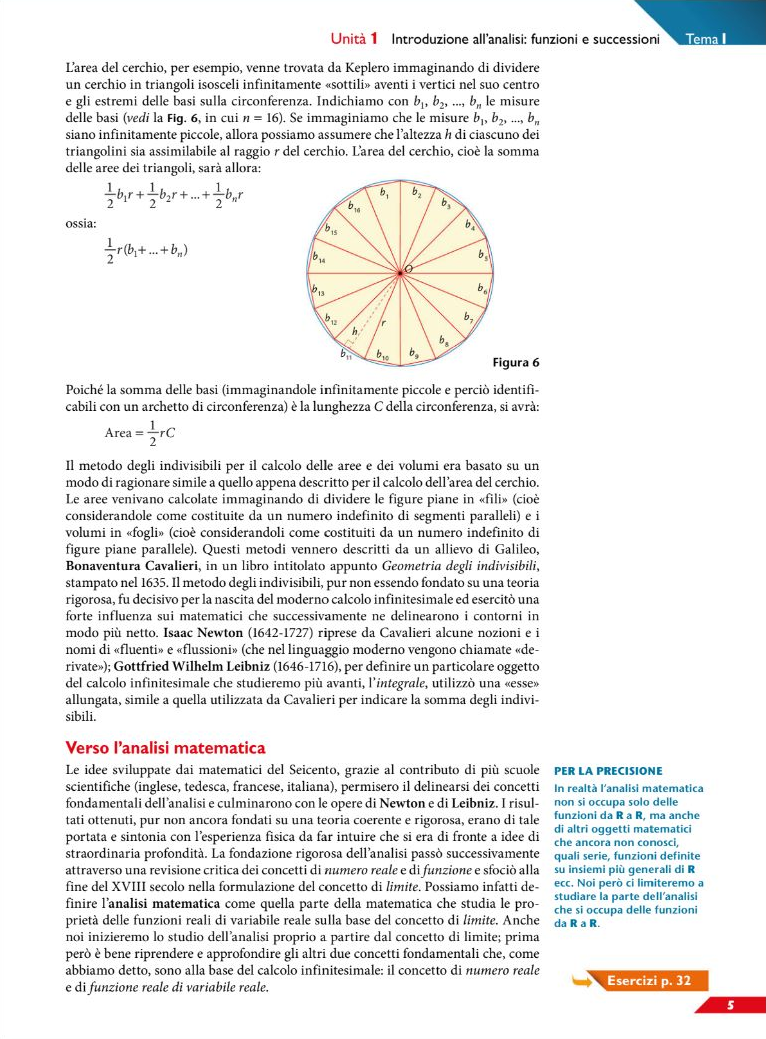 Unità 1 Introduzione all'analisi: funzioni e successioni Tema I
L'area del cerchio, per esempio, venne trovata da Keplero immaginando di dividere
un cerchio in triangoli isosceli infinitamente «sottili» aventi i vertici nel suo centro
e gli estremi delle basi sulla circonferenza. Indichiamo con b₁, b₂, ..., bₙ le misure
delle basi (vedi la Fig. 6, in cui n = 16). Se immaginiamo che le misure b₁, b₂, ..., bₙ
siano infinitamente piccole, allora possiamo assumere che l'altezza h di ciascuno dei
triangolini sia assimilabile al raggio r del cerchio. L'area del cerchio, cioè la somma
delle aree dei triangoli, sarà allora:
1/2 b₁r + 1/2 b₂r + ... + 1/2 bₙr
ossia:
1/2 r(b₁+ ... + bₙ)
b₁
b₂
b₃
b₄
b₅
b₆
b₇
b₈
b₉
b₁₀
b₁₁
b₁₂
b₁₃
b₁₄
b₁₅
b₁₆
O
h
r
Figura 6
Poiché la somma delle basi (immaginandole infinitamente piccole e perciò identifi-
cabili con un archetto di circonferenza) è la lunghezza C della circonferenza, si avrà:
Area = 1/2 rC
Il metodo degli indivisibili per il calcolo delle aree e dei volumi era basato su un
modo di ragionare simile a quello appena descritto per il calcolo dell'area del cerchio.
Le aree venivano calcolate immaginando di dividere le figure piane in «fili» (cioè
considerandole come costituite da un numero indefinito di segmenti paralleli) e i
volumi in «fogli» (cioè considerandoli come costituiti da un numero indefinito di
figure piane parallele). Questi metodi vennero descritti da un allievo di Galileo,
Bonaventura Cavalieri, in un libro intitolato appunto Geometria degli indivisibili,
stampato nel 1635. Il metodo degli indivisibili, pur non essendo fondato su una teoria
rigorosa, fu decisivo per la nascita del moderno calcolo infinitesimale ed esercitò una
forte influenza sui matematici che successivamente ne delinearono i contorni in
modo più netto. Isaac Newton (1642-1727) riprese da Cavalieri alcune nozioni e i
nomi di «fluenti» e «flussioni» (che nel linguaggio moderno vengono chiamate «de-
rivate»); Gottfried Wilhelm Leibniz (1646-1716), per definire un particolare oggetto
del calcolo infinitesimale che studieremo più avanti, l'integrale, utilizzò una «esse»
allungata, simile a quella utilizzata da Cavalieri per indicare la somma degli indivi-
sibili.
Verso l'analisi matematica
Le idee sviluppate dai matematici del Seicento, grazie al contributo di più scuole
scientifiche (inglese, tedesca, francese, italiana), permisero il delinearsi dei concetti
fondamentali dell'analisi e culminarono con le opere di Newton e di Leibniz. I risul-
tati ottenuti, pur non ancora fondati su una teoria coerente e rigorosa, erano di tale
portata e sintonia con l'esperienza fisica da far intuire che si era di fronte a idee di
straordinaria profondità. La fondazione rigorosa dell'analisi passò successivamente
attraverso una revisione critica dei concetti di numero reale e di funzione e sfociò alla
fine del XVIII secolo nella formulazione del concetto di limite. Possiamo infatti de-
finire l'analisi matematica come quella parte della matematica che studia le pro-
prietà delle funzioni reali di variabile reale sulla base del concetto di limite. Anche
noi inizieremo lo studio dell'analisi proprio a partire dal concetto di limite; prima
però è bene riprendere e approfondire gli altri due concetti fondamentali che, come
abbiamo detto, sono alla base del calcolo infinitesimale: il concetto di numero reale
e di funzione reale di variabile reale.
PER LA PRECISIONE
In realtà l'analisi matematica
non si occupa solo delle
funzioni da R a R, ma anche
di altri oggetti matematici
che ancora non conosci,
quali serie, funzioni definite
su insiemi più generali di R
ecc. Noi però ci limiteremo a
studiare la parte dell'analisi
che si occupa delle funzioni
da R a R.
Esercizi p. 32
5